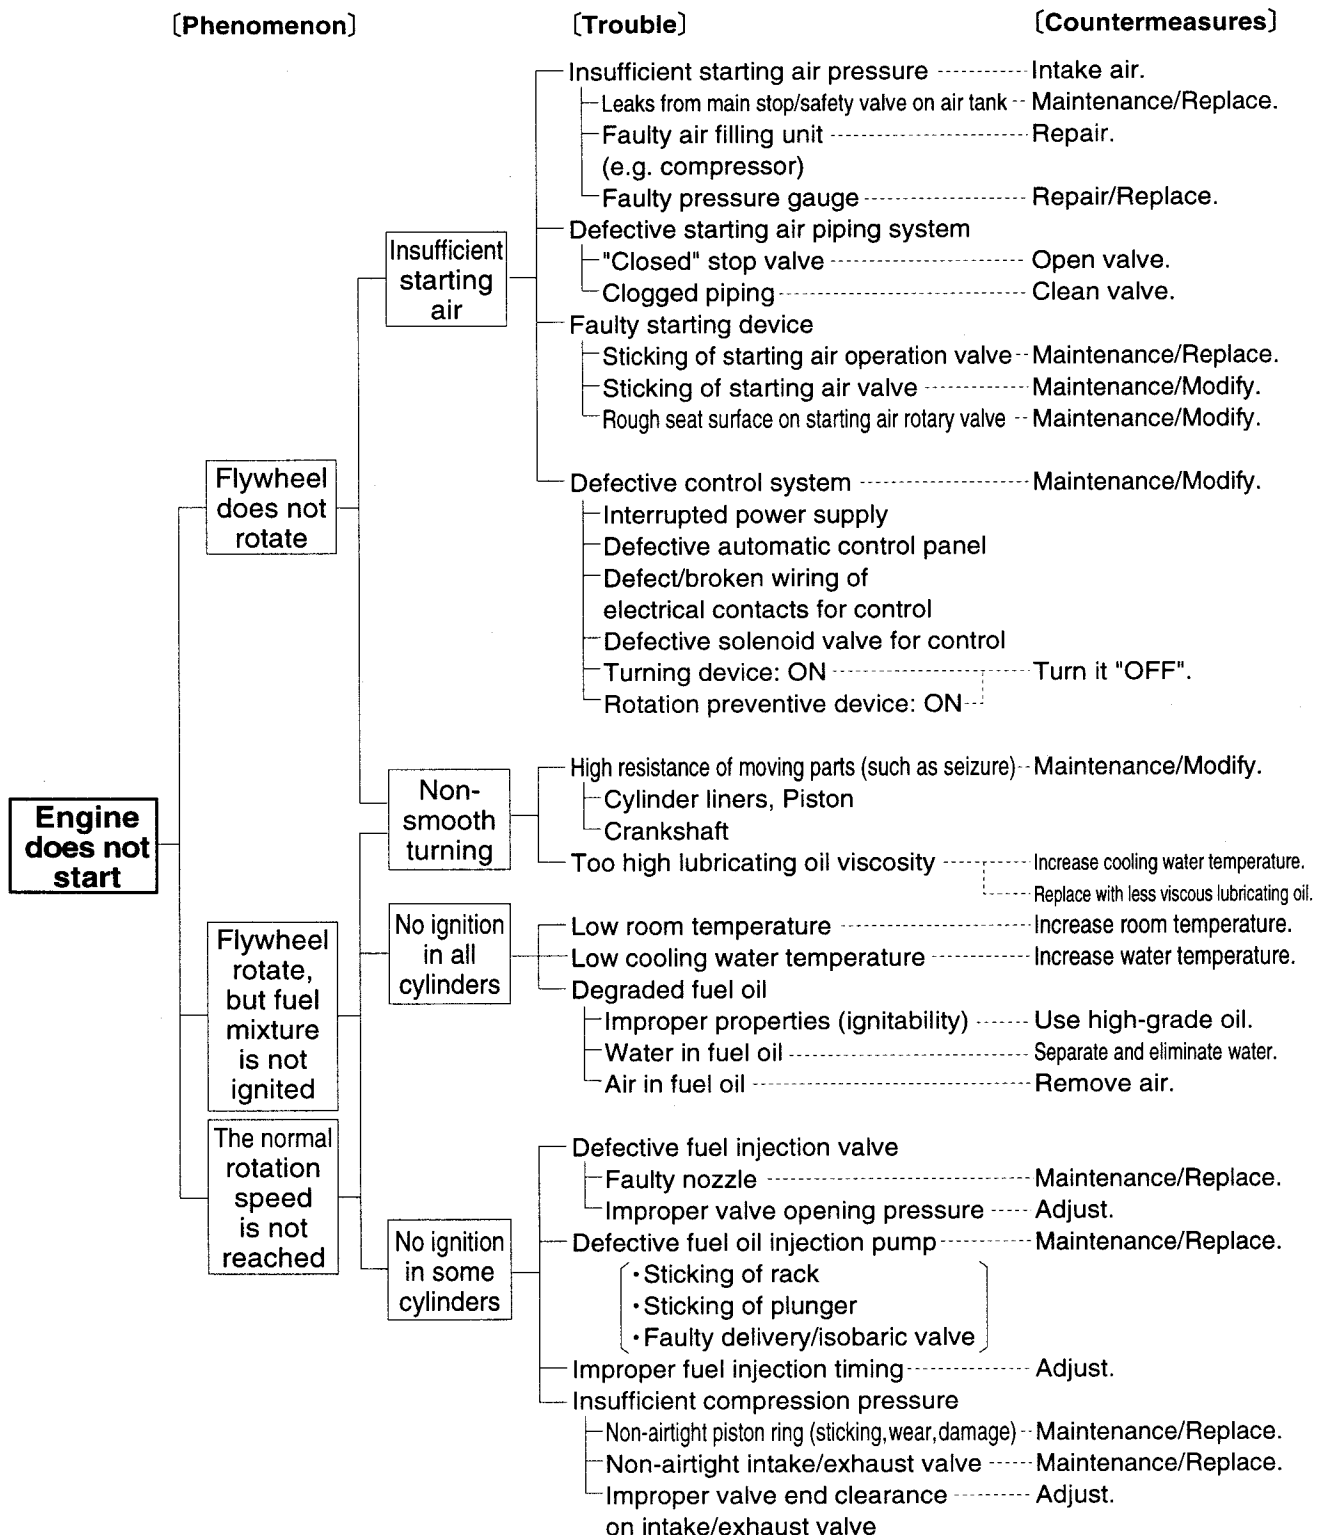 〔Phenomenon〕 〔Trouble〕 〔Countermeasures〕
Engine
does not
start
Flywheel
does not
rotate
Insufficient
starting
air
Insufficient starting air pressure Intake air.
Leaks from main stop/safety valve on air tank Maintenance/Replace.
Faulty air filling unit Repair.
(e.g. compressor)
Faulty pressure gauge Repair/Replace.
Defective starting air piping system
"Closed" stop valve Open valve.
Clogged piping Clean valve.
Faulty starting device
Sticking of starting air operation valve Maintenance/Replace.
Sticking of starting air valve Maintenance/Modify.
Rough seat surface on starting air rotary valve Maintenance/Modify.
Defective control system Maintenance/Modify.
Interrupted power supply
Defective automatic control panel
Defect/broken wiring of
electrical contacts for control
Defective solenoid valve for control
Turning device: ON Turn it "OFF".
Rotation preventive device: ON
Non-
smooth
turning
High resistance of moving parts (such as seizure) Maintenance/Modify.
Cylinder liners, Piston
Crankshaft
Too high lubricating oil viscosity Increase cooling water temperature.
Replace with less viscous lubricating oil.
Flywheel
rotate,
but fuel
mixture
is not
ignited
No ignition
in all
cylinders
Low room temperature Increase room temperature.
Low cooling water temperature Increase water temperature.
Degraded fuel oil
Improper properties (ignitability) Use high-grade oil.
Water in fuel oil Separate and eliminate water.
Air in fuel oil Remove air.
The normal
rotation
speed
is not
reached
No ignition
in some
cylinders
Defective fuel injection valve
Faulty nozzle Maintenance/Replace.
Improper valve opening pressure Adjust.
Defective fuel oil injection pump Maintenance/Replace.
・Sticking of rack
・Sticking of plunger
・Faulty delivery/isobaric valve
Improper fuel injection timing Adjust.
Insufficient compression pressure
Non-airtight piston ring (sticking,wear,damage) Maintenance/Replace.
Non-airtight intake/exhaust valve Maintenance/Replace.
Improper valve end clearance Adjust.
on intake/exhaust valve